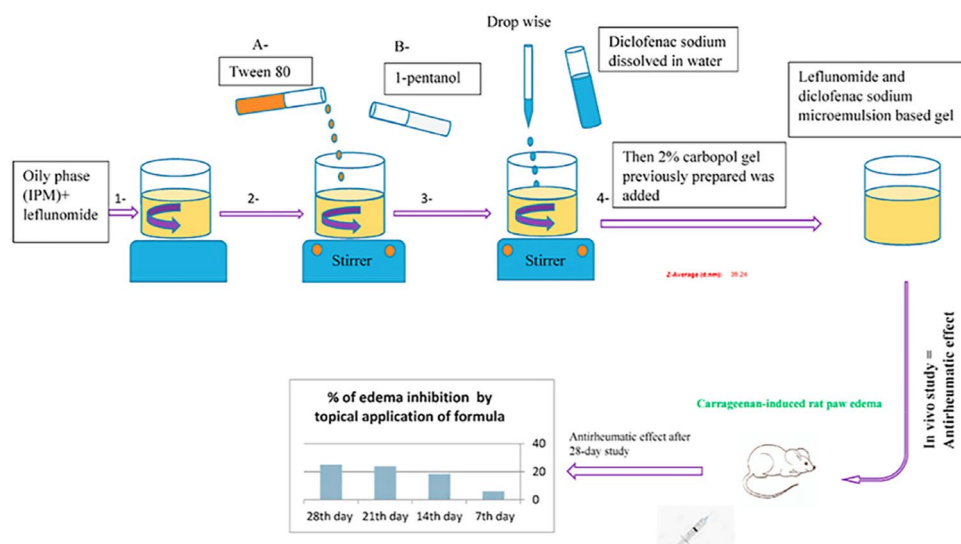 Drop wise
A-
B-
Tween 80
1-pentanol
Diclofenac sodium
dissolved in water
Leflunomide and
diclofenac sodium
microemulsion based gel
Oily phase
(IPM)+
leflunomide
1-
2-
3-
4-
Then 2% carbopol gel
previously prepared was
added
Stirrer
Stirrer
Z-Average (d.nm): 36.24
In vivo study =
Antirheumatic effect
Carrageenan-induced rat paw edema
Antirheumatic effect after
28-day study
% of edema inhibition by
topical application of formula
40
20
0
28th day 21th day 14th day 7th day